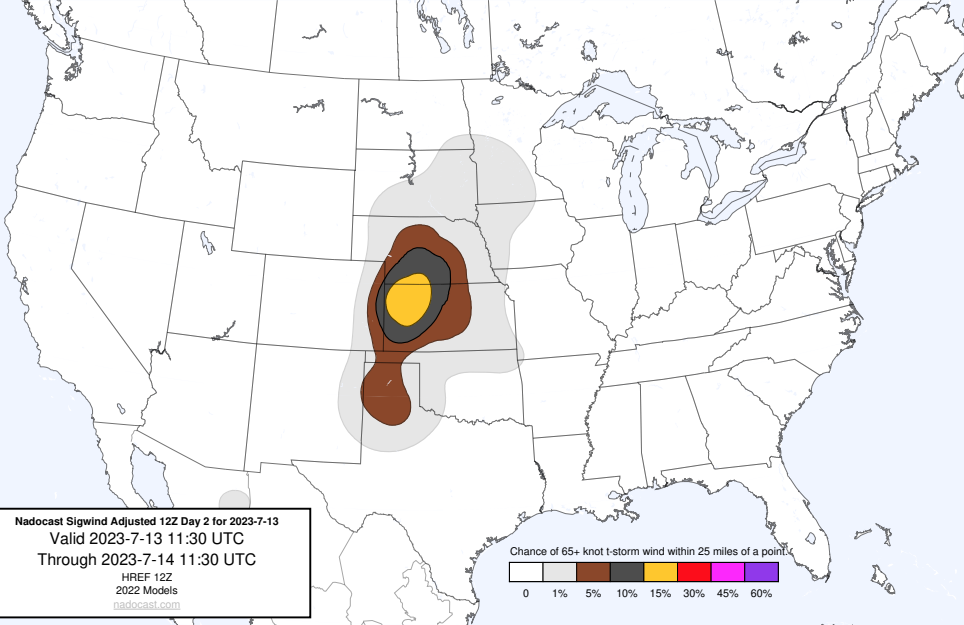 Nadocast Sigwind Adjusted 12Z Day 2 for 2023-7-13
Valid 2023-7-13 11:30 UTC
Through 2023-7-14 11:30 UTC
HREF 12Z
2022 Models
nadocast.com
Chance of 65+ knot t-storm wind within 25 miles of a point.
0 1% 5% 10% 15% 30% 45% 60%